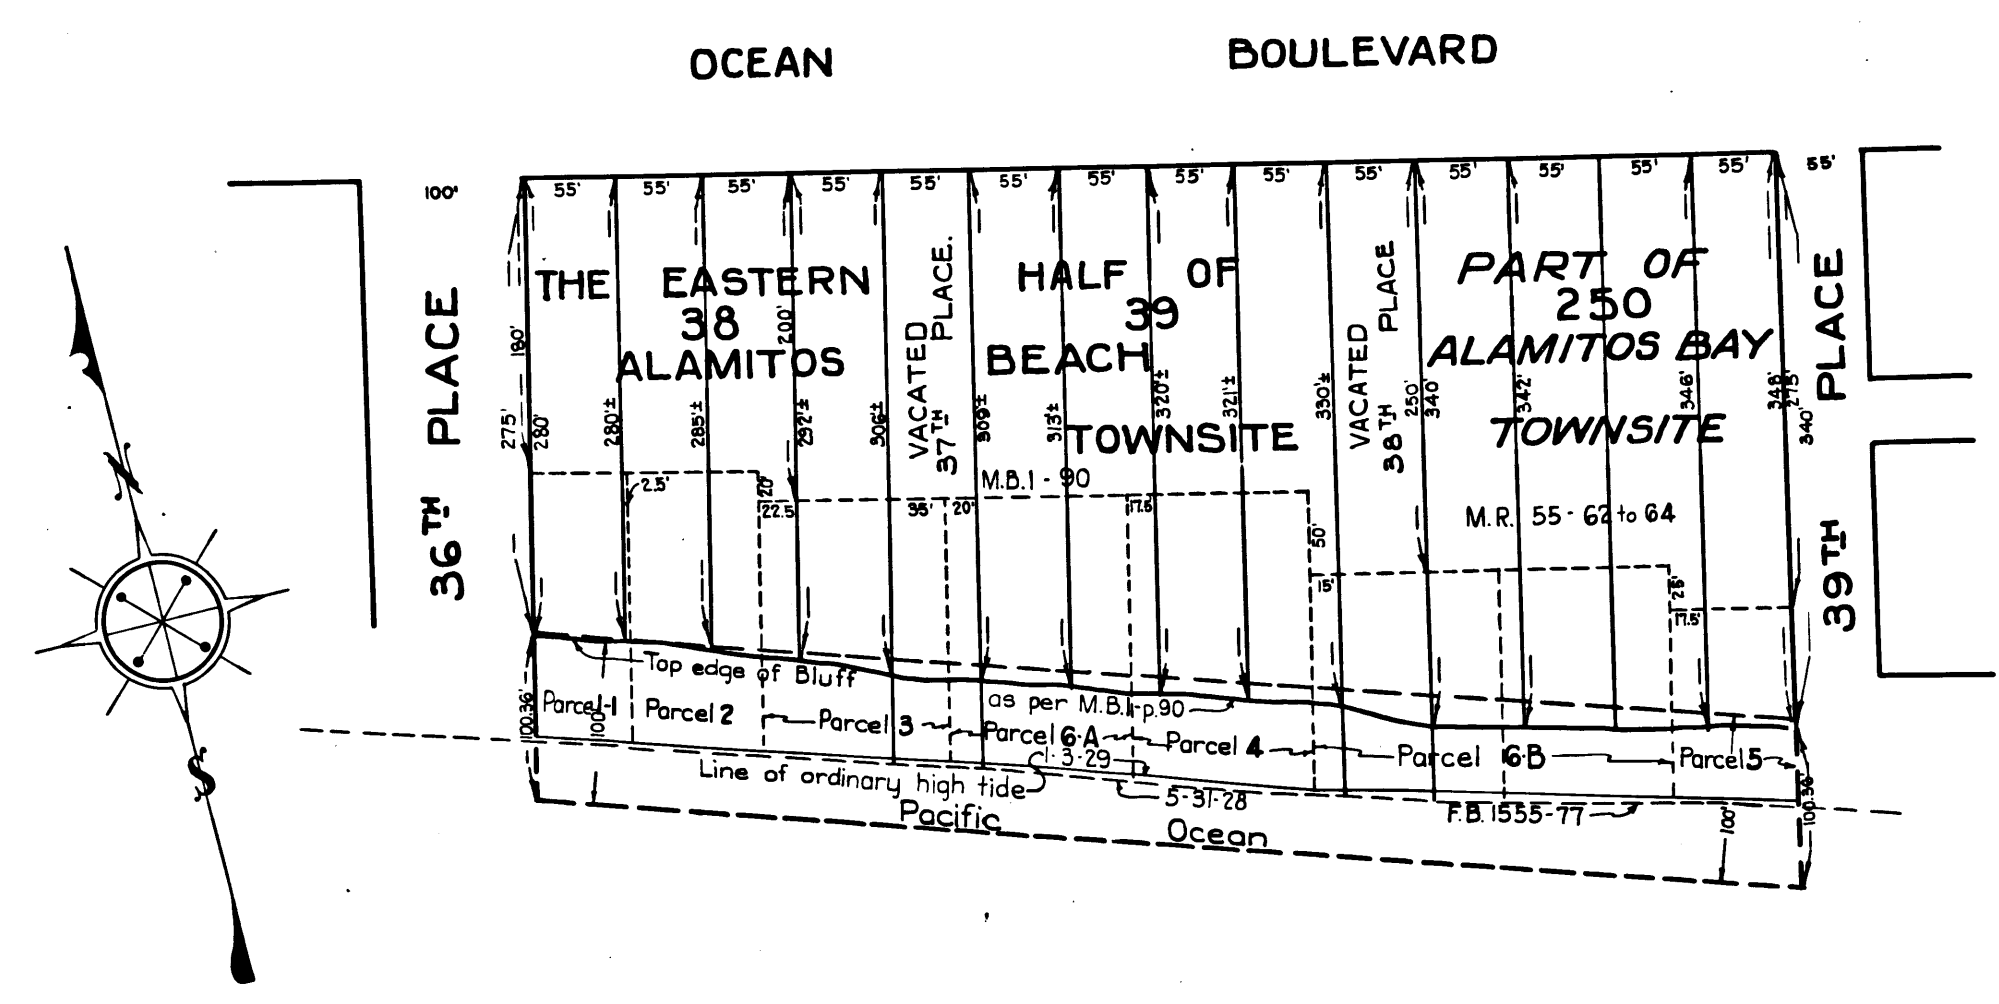 OCEAN BOULEVARD
100' 55' 55' 55' 55' 55' 55' 55' 55' 55' 55' 55' 55' 55' 55' 55'
THE EASTERN HALF OF PART OF
38 39 250
ALAMITOS BEACH ALAMITOS BAY
TOWNSITE TOWNSITE
M.B.1 - 90
M.R. 55 - 62 to 64
36TH PLACE
VACATED
37TH PLACE.
VACATED
38TH PLACE
39TH PLACE
180' 200'
275' 280' 280'± 285'± 292'± 306'± 309'± 313'± 320'± 321'± 330'± 250' 340' 342' 346' 348' 275' 340'
2.5' 20' 22.5 35' 20' 17.5 50' 15' 25' 17.5'
N
S
Top edge of Bluff
as per M.B.1-p.90
Parcel-1 Parcel 2 Parcel 3 Parcel 6-A Parcel 4 Parcel 6-B Parcel 5
100.36' 100' 100' 100.36'
1-3-29
Line of ordinary high tide
5-31-28
F.B. 1555-77
Pacific Ocean